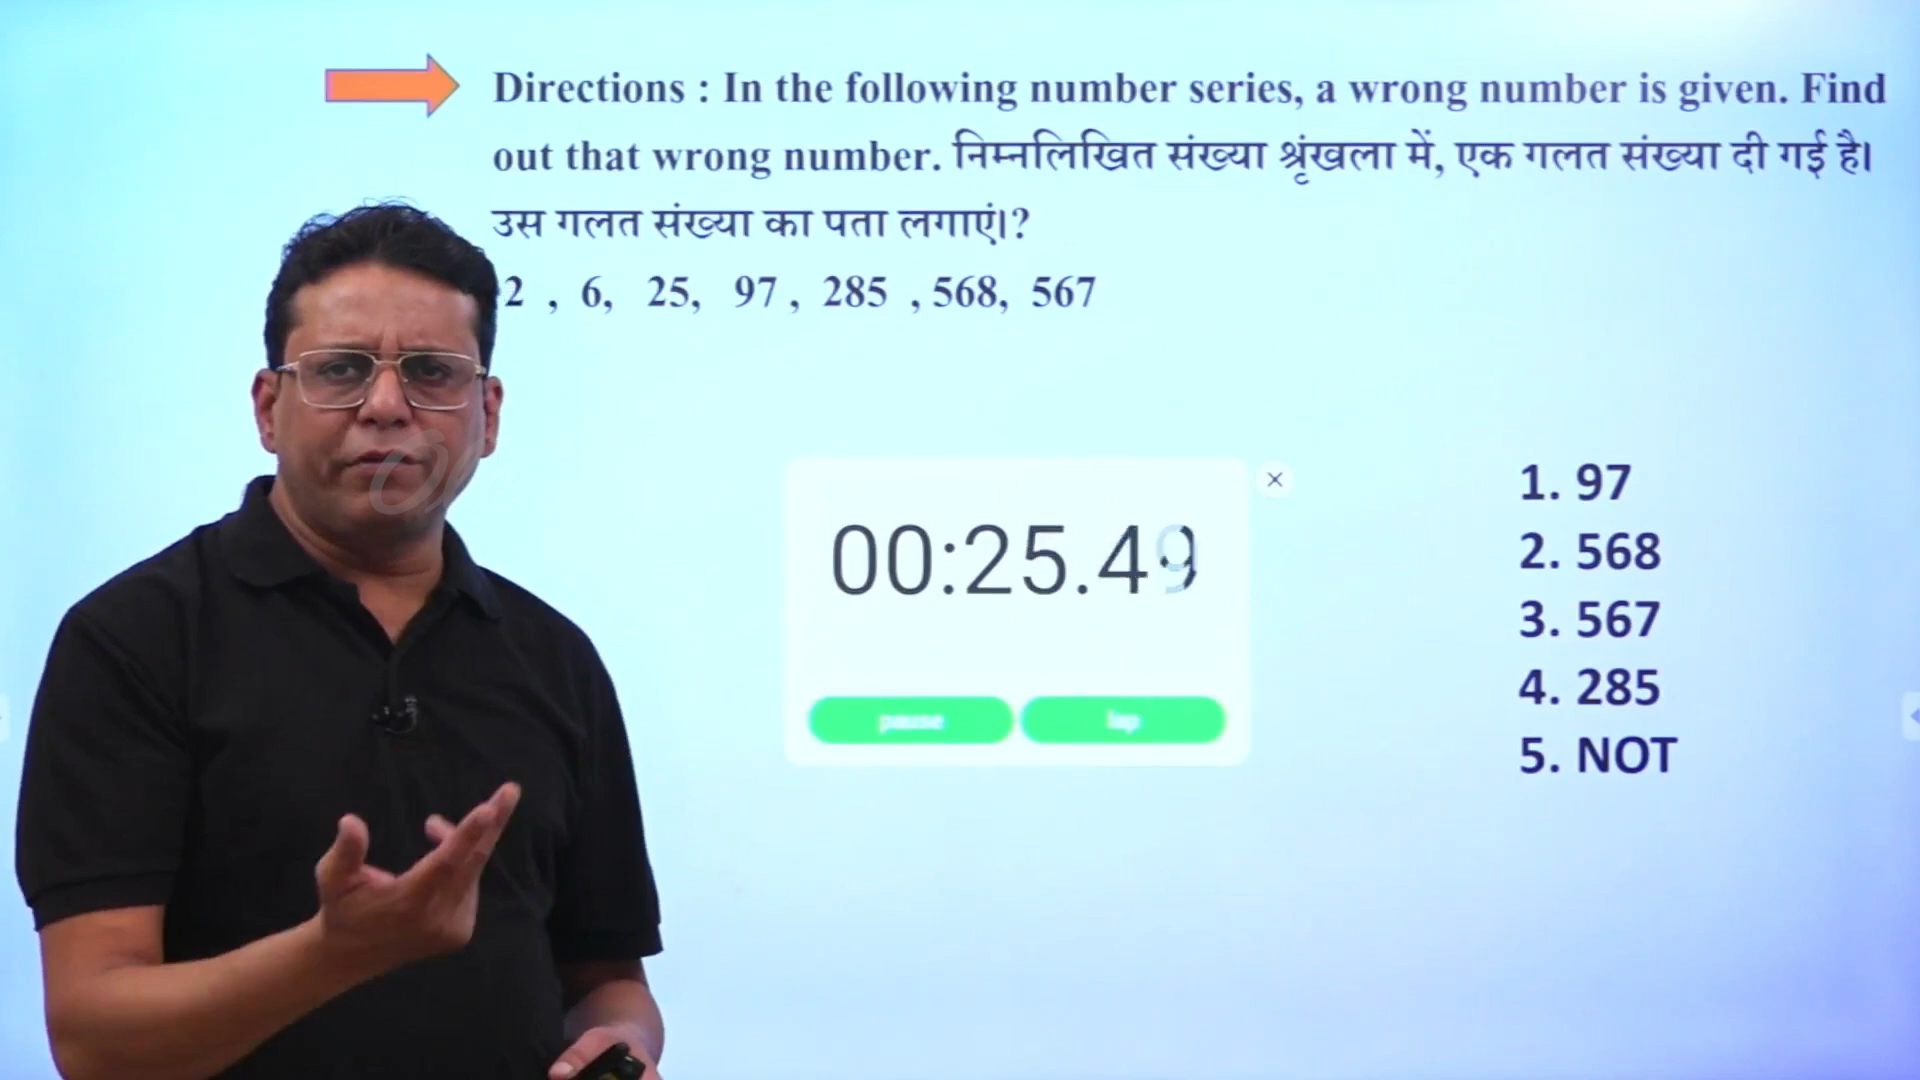 Directions : In the following number series, a wrong number is given. Find
out that wrong number. निम्नलिखित संख्या श्रृंखला में, एक गलत संख्या दी गई है।
उस गलत संख्या का पता लगाएं।?
2 , 6, 25, 97 , 285 , 568, 567
00:25.49
pause lap
1. 97
2. 568
3. 567
4. 285
5. NOT